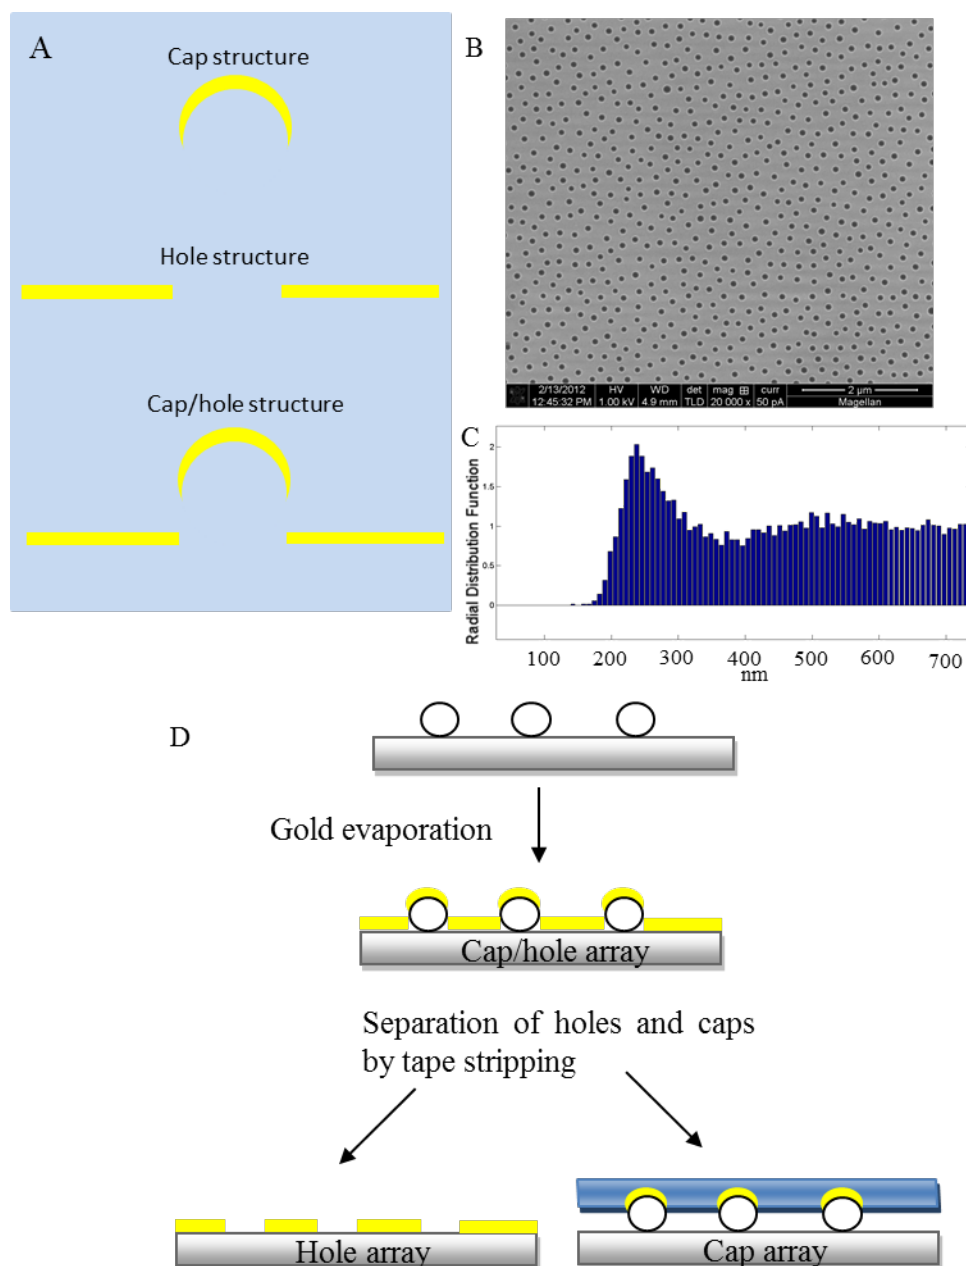 A
Cap structure
Hole structure
Cap/hole structure
B
2/13/2012 HV WD det mag ⊞ curr
12:45:32 PM 1.00 kV 4.9 mm TLD 20 000 x 50 pA
2 µm
Magellan
C
Radial Distribution Function
2
1.5
1
0.5
0
100 200 300 400 500 600 700
nm
D
Gold evaporation
Cap/hole array
Separation of holes and caps
by tape stripping
Hole array
Cap array